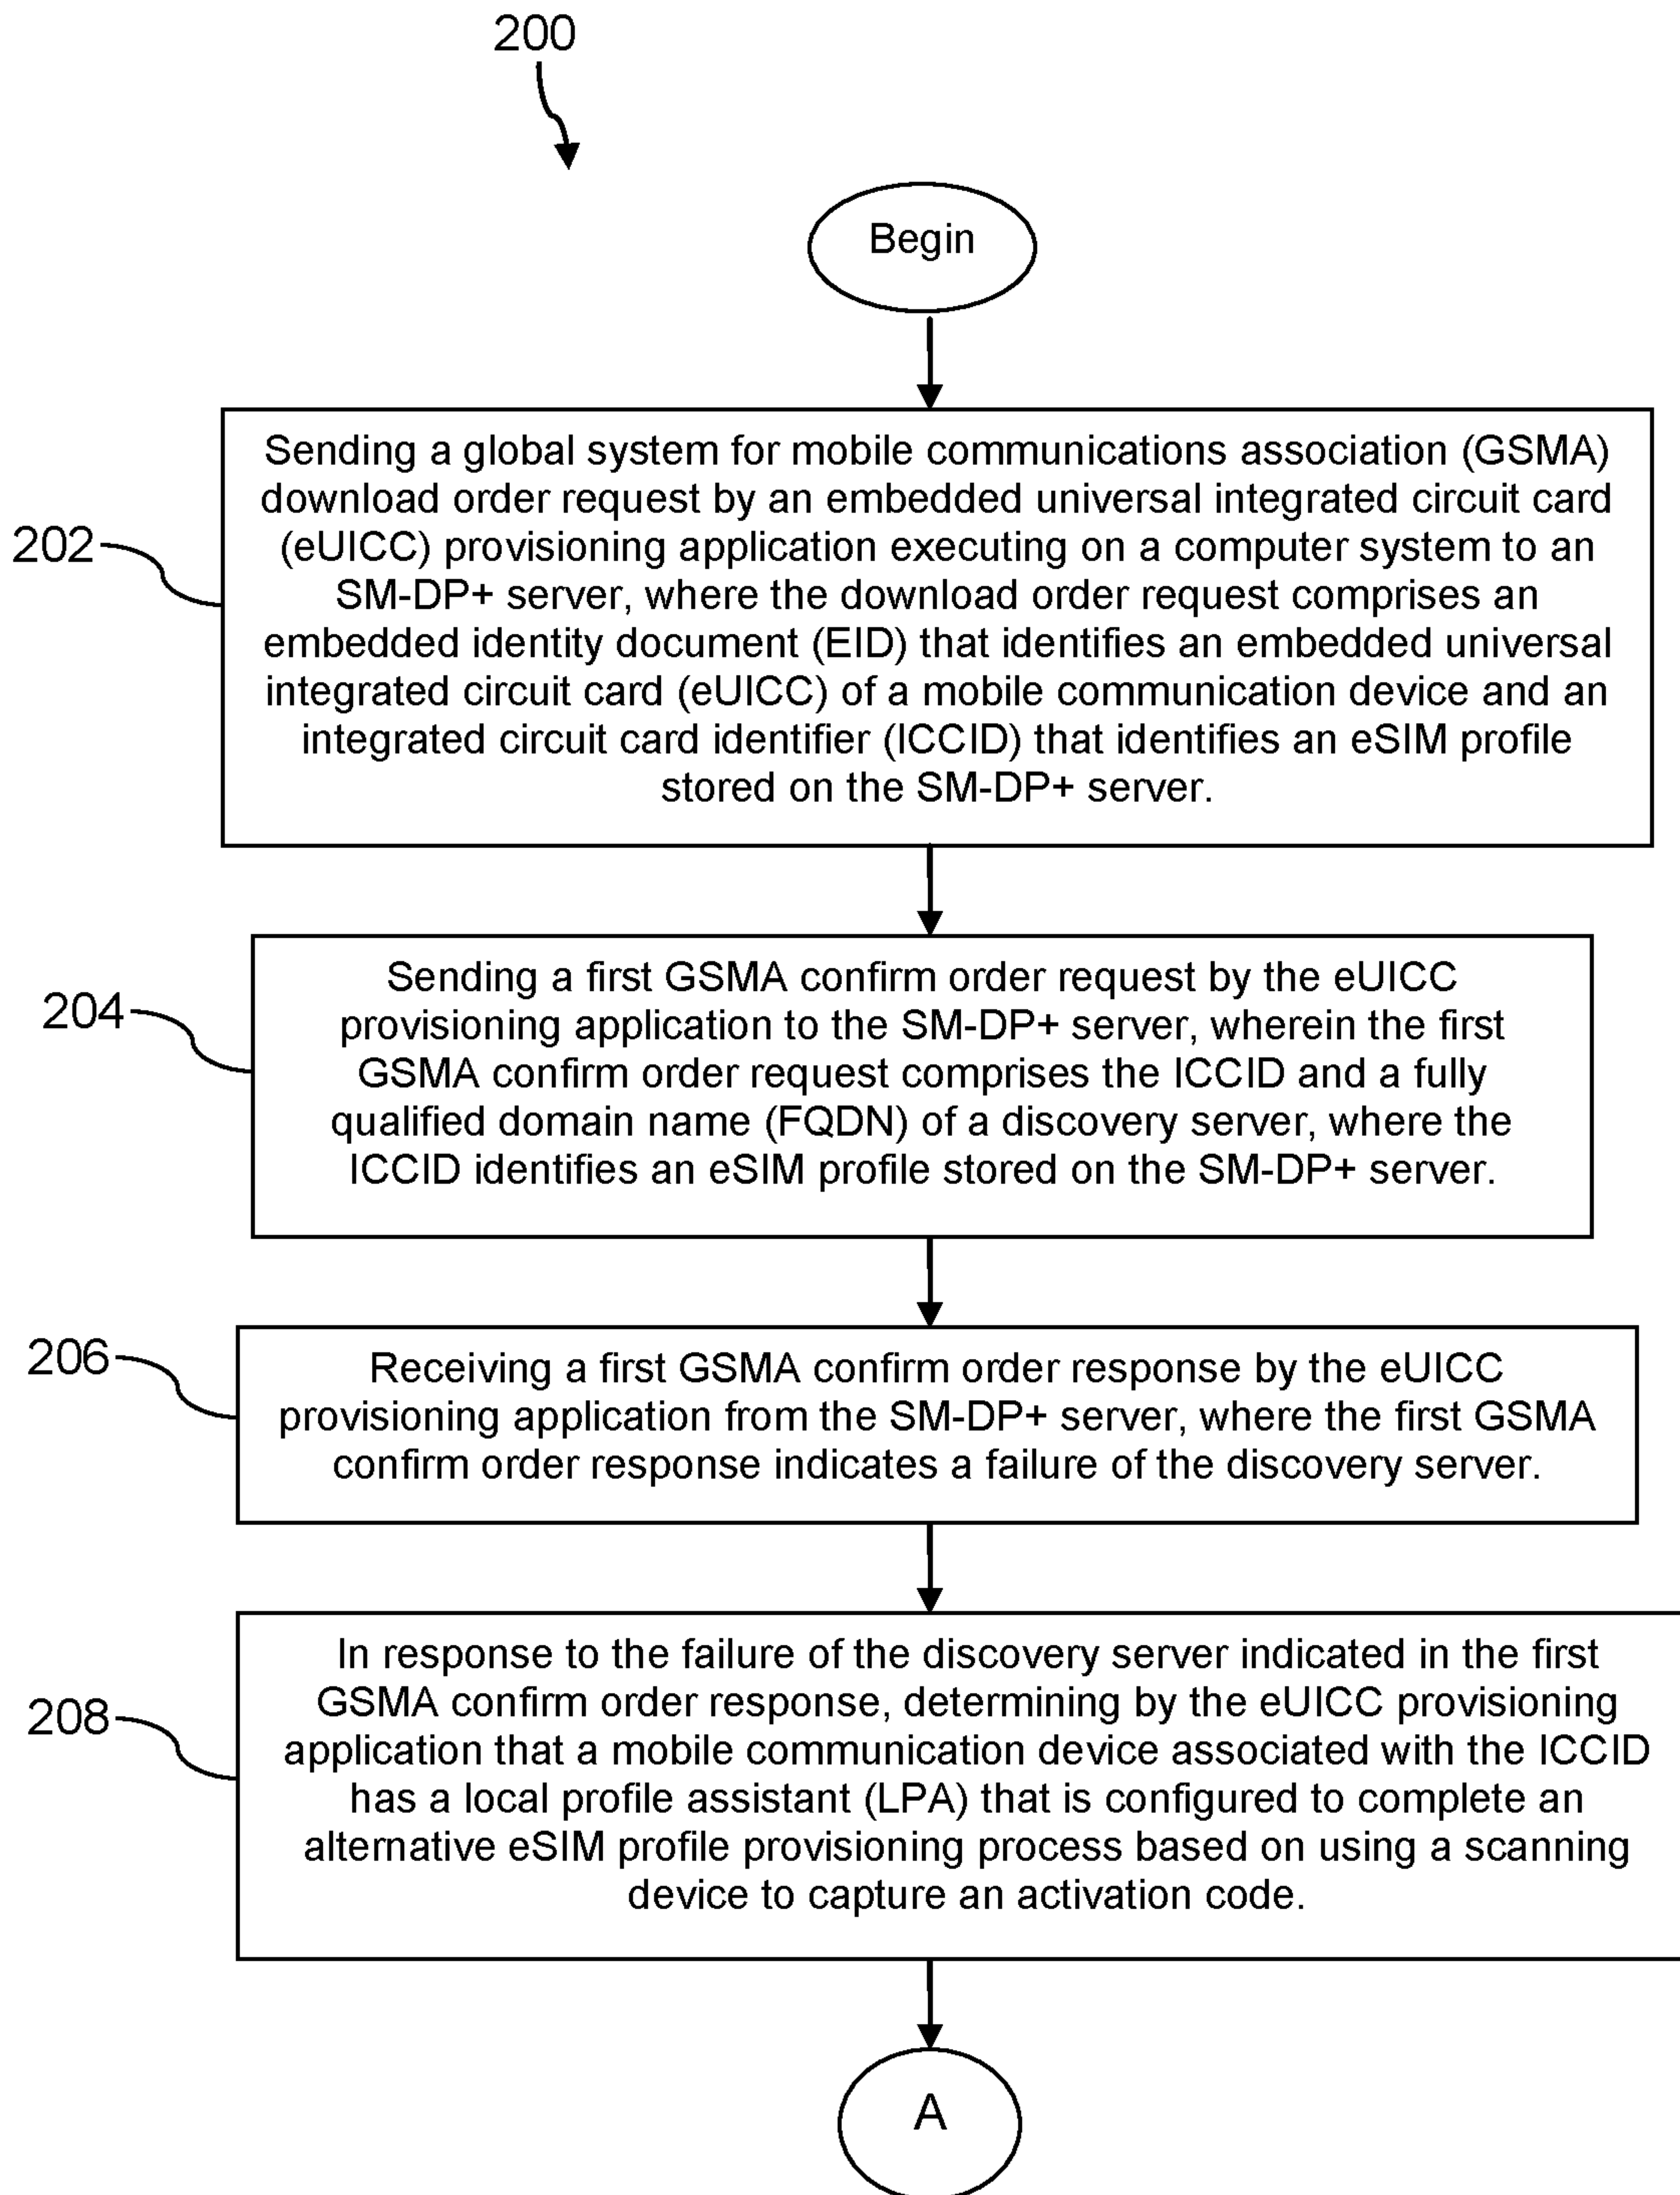 200
Begin
202
Sending a global system for mobile communications association (GSMA)
download order request by an embedded universal integrated circuit card
(eUICC) provisioning application executing on a computer system to an
SM-DP+ server, where the download order request comprises an
embedded identity document (EID) that identifies an embedded universal
integrated circuit card (eUICC) of a mobile communication device and an
integrated circuit card identifier (ICCID) that identifies an eSIM profile
stored on the SM-DP+ server.
204
Sending a first GSMA confirm order request by the eUICC
provisioning application to the SM-DP+ server, wherein the first
GSMA confirm order request comprises the ICCID and a fully
qualified domain name (FQDN) of a discovery server, where the
ICCID identifies an eSIM profile stored on the SM-DP+ server.
206
Receiving a first GSMA confirm order response by the eUICC
provisioning application from the SM-DP+ server, where the first GSMA
confirm order response indicates a failure of the discovery server.
208
In response to the failure of the discovery server indicated in the first
GSMA confirm order response, determining by the eUICC provisioning
application that a mobile communication device associated with the ICCID
has a local profile assistant (LPA) that is configured to complete an
alternative eSIM profile provisioning process based on using a scanning
device to capture an activation code.
A